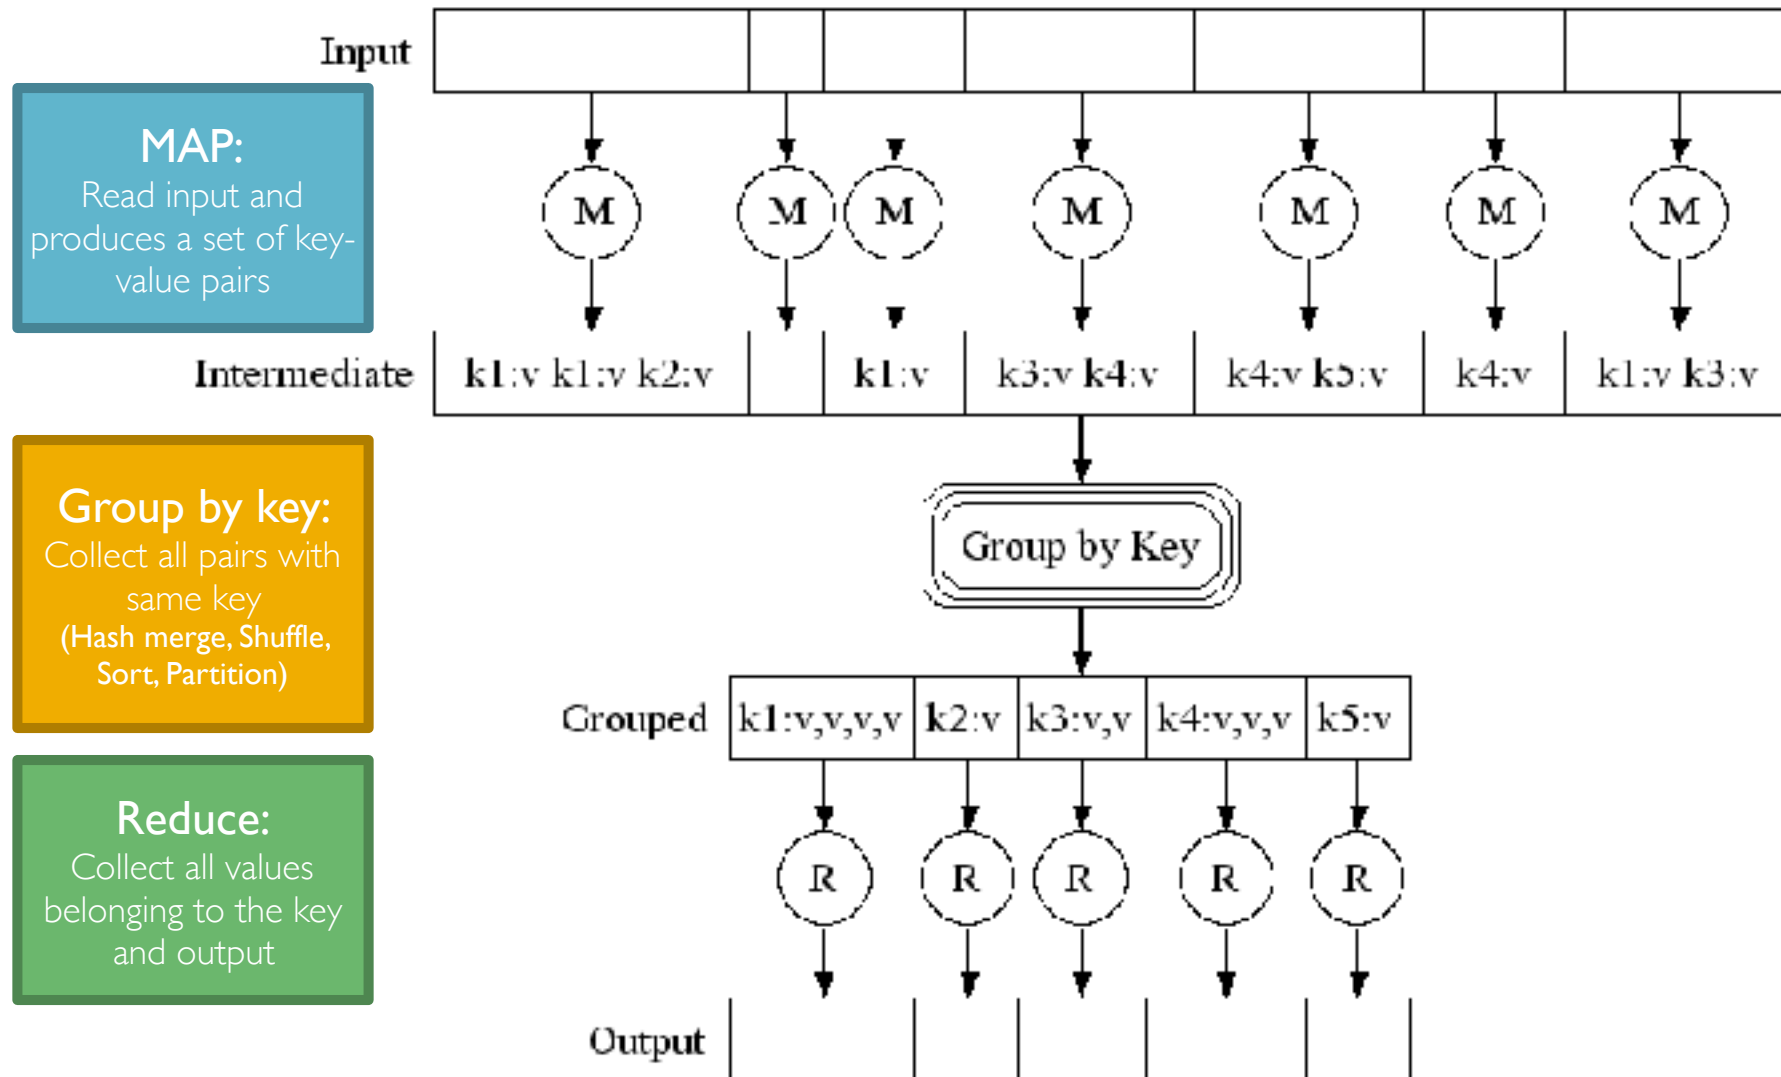 Input
MAP:
Read input and
produces a set of key-
value pairs
M M M M M M M
Intermediate k1:v k1:v k2:v k1:v k3:v k4:v k4:v k5:v k4:v k1:v k3:v
Group by key:
Collect all pairs with
same key
(Hash merge, Shuffle,
Sort, Partition)
Group by Key
Grouped k1:v,v,v,v k2:v k3:v,v k4:v,v,v k5:v
Reduce:
Collect all values
belonging to the key
and output
R R R R R
Output